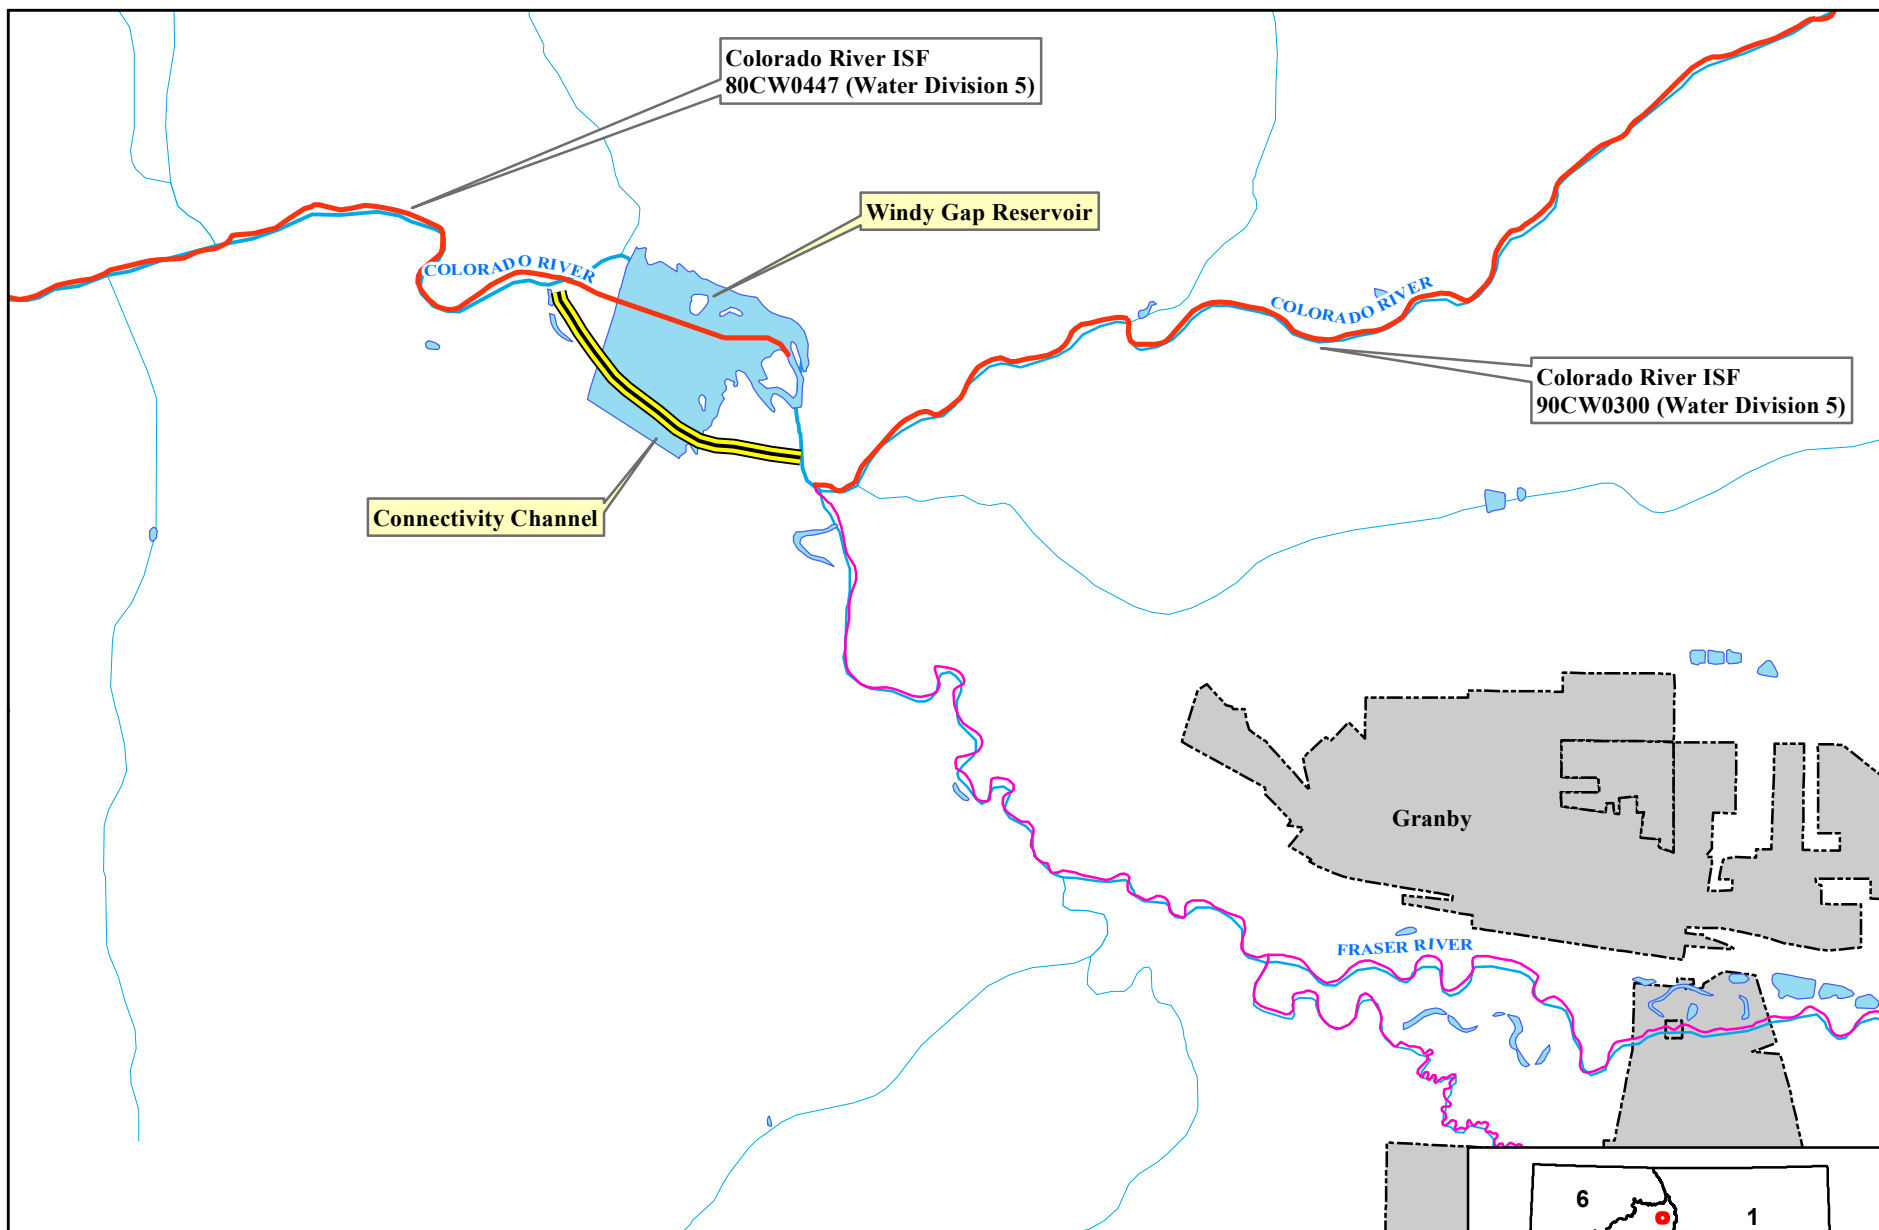 Colorado River ISF
80CW0447 (Water Division 5)
Windy Gap Reservoir
COLORADO RIVER
COLORADO RIVER
Colorado River ISF
90CW0300 (Water Division 5)
Connectivity Channel
Granby
FRASER RIVER
6
1